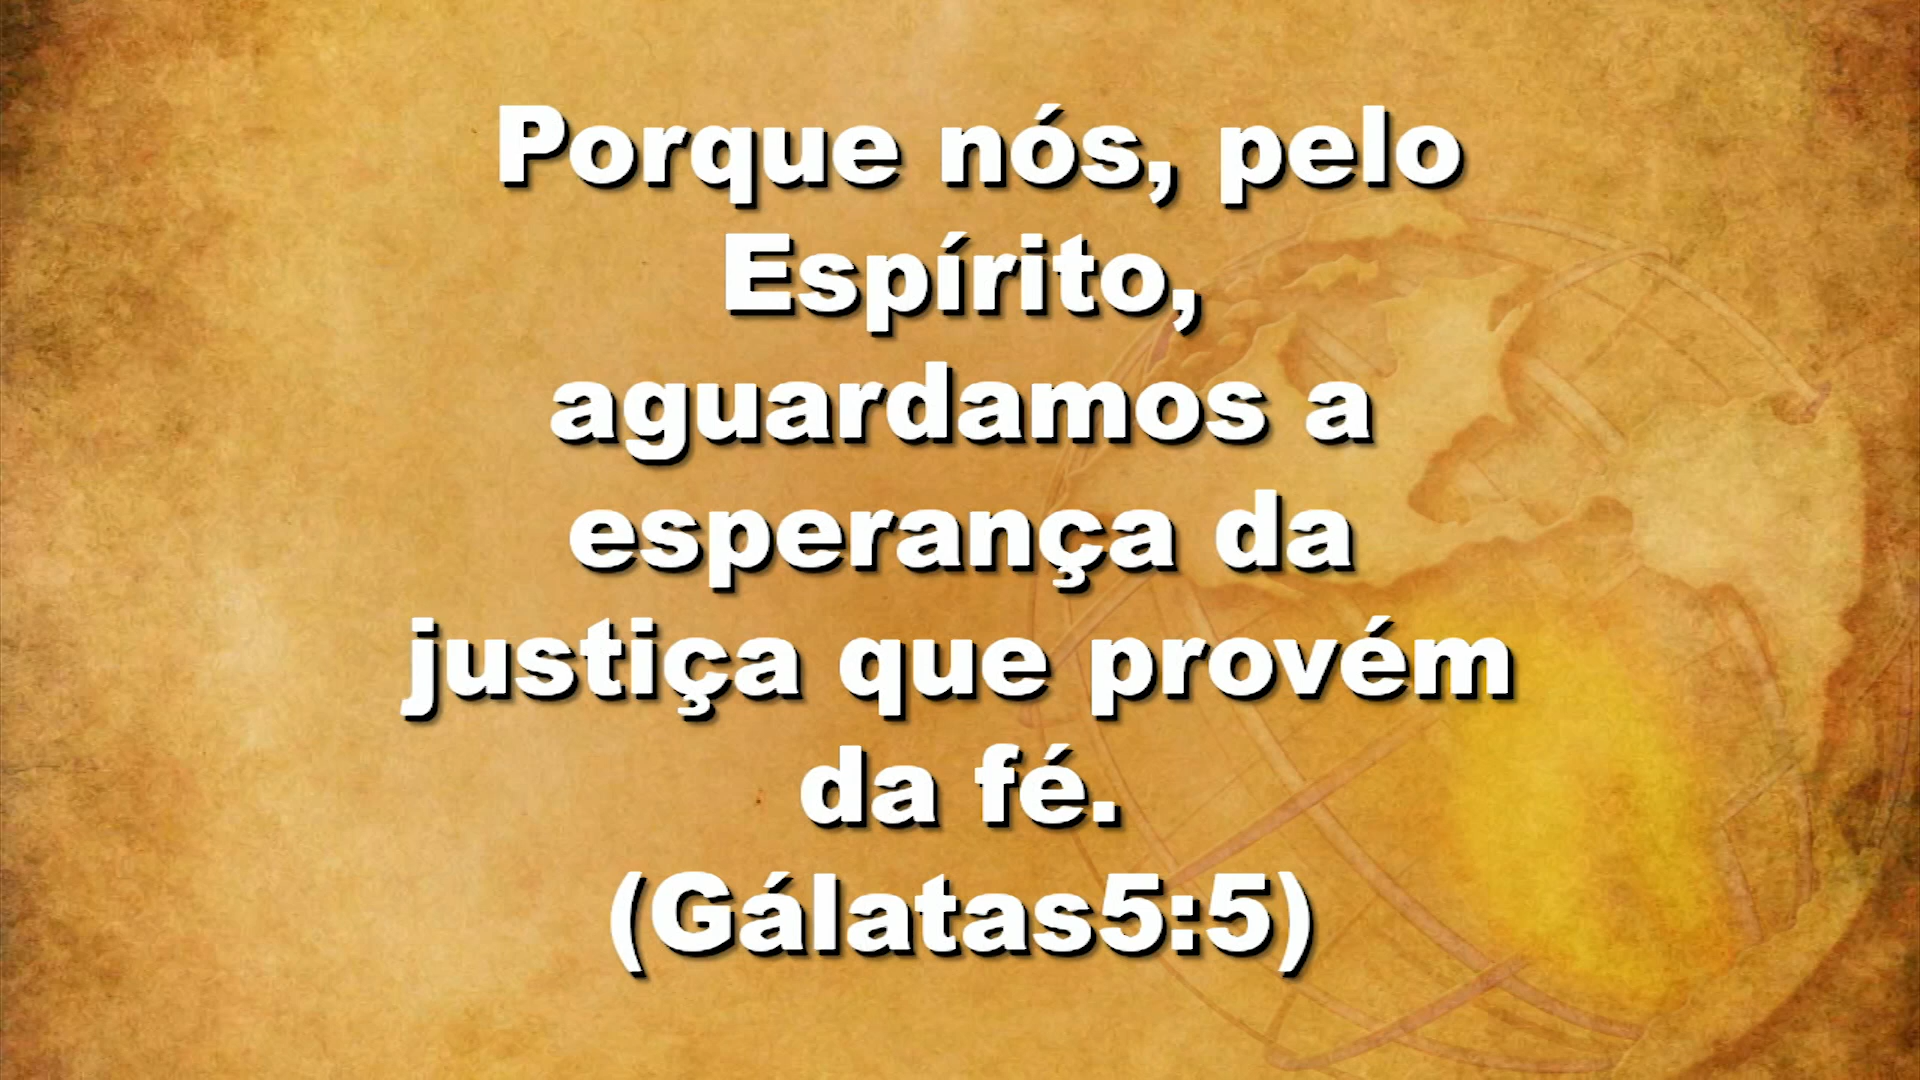 Porque nós, pelo
Espírito,
aguardamos a
esperança da
justiça que provém
da fé.
(Gálatas5:5)